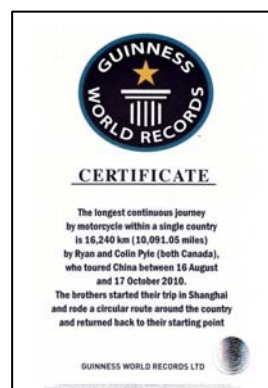 GUINNESS
WORLD RECORDS
CERTIFICATE
The longest continuous journey
by motorcycle within a single country
is 16,240 km (10,091.05 miles)
by Ryan and Colin Pyle (both Canada),
who toured China between 16 August
and 17 October 2010.
The brothers started their trip in Shanghai
and rode a circular route around the country
and returned back to their starting point
GUINNESS WORLD RECORDS LTD